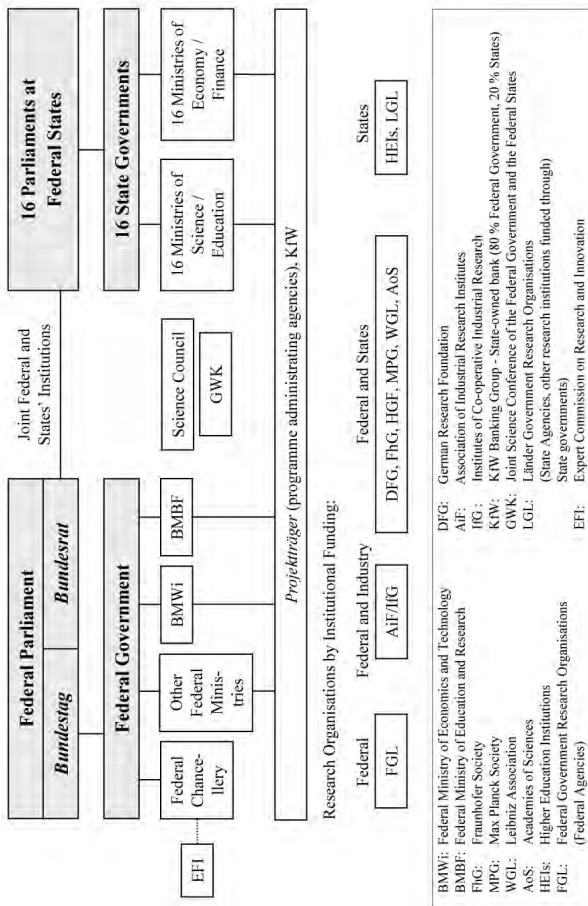 Federal Parliament
Bundestag
Bundesrat
Joint Federal and
States' Institutions
16 Parliaments at
Federal States
Federal Government
16 State Governments
EFI
Federal
Chance-
llery
Other
Federal
Minis-
tries
BMWi
BMBF
Science Council
GWK
16 Ministries of
Science /
Education
16 Ministries of
Economy /
Finance
Projektträger (programme administrating agencies), KfW
Research Organisations by Institutional Funding:
Federal
Federal and Industry
Federal and States
States
FGL
AiF/IfG
DFG, FhG, HGF, MPG, WGL, AoS
HEIs, LGL
BMWi: Federal Ministry of Economics and Technology
BMBF: Federal Ministry of Education and Research
FhG: Fraunhofer Society
MPG: Max Planck Society
WGL: Leibniz Association
AoS: Academies of Sciences
HEIs: Higher Education Institutions
FGL: Federal Government Research Organisations
(Federal Agencies)
DFG: German Research Foundation
AiF: Association of Industrial Research Institutes
IfG : Institutes of Co-operative Industrial Research
KfW: KfW Banking Group - State-owned bank (80 % Federal Government, 20 % States)
GWK: Joint Science Conference of the Federal Government and the Federal States
LGL: Länder Government Research Organisations
(State Agencies, other research institutions funded through)
State governments)
EFI: Expert Commission on Research and Innovation